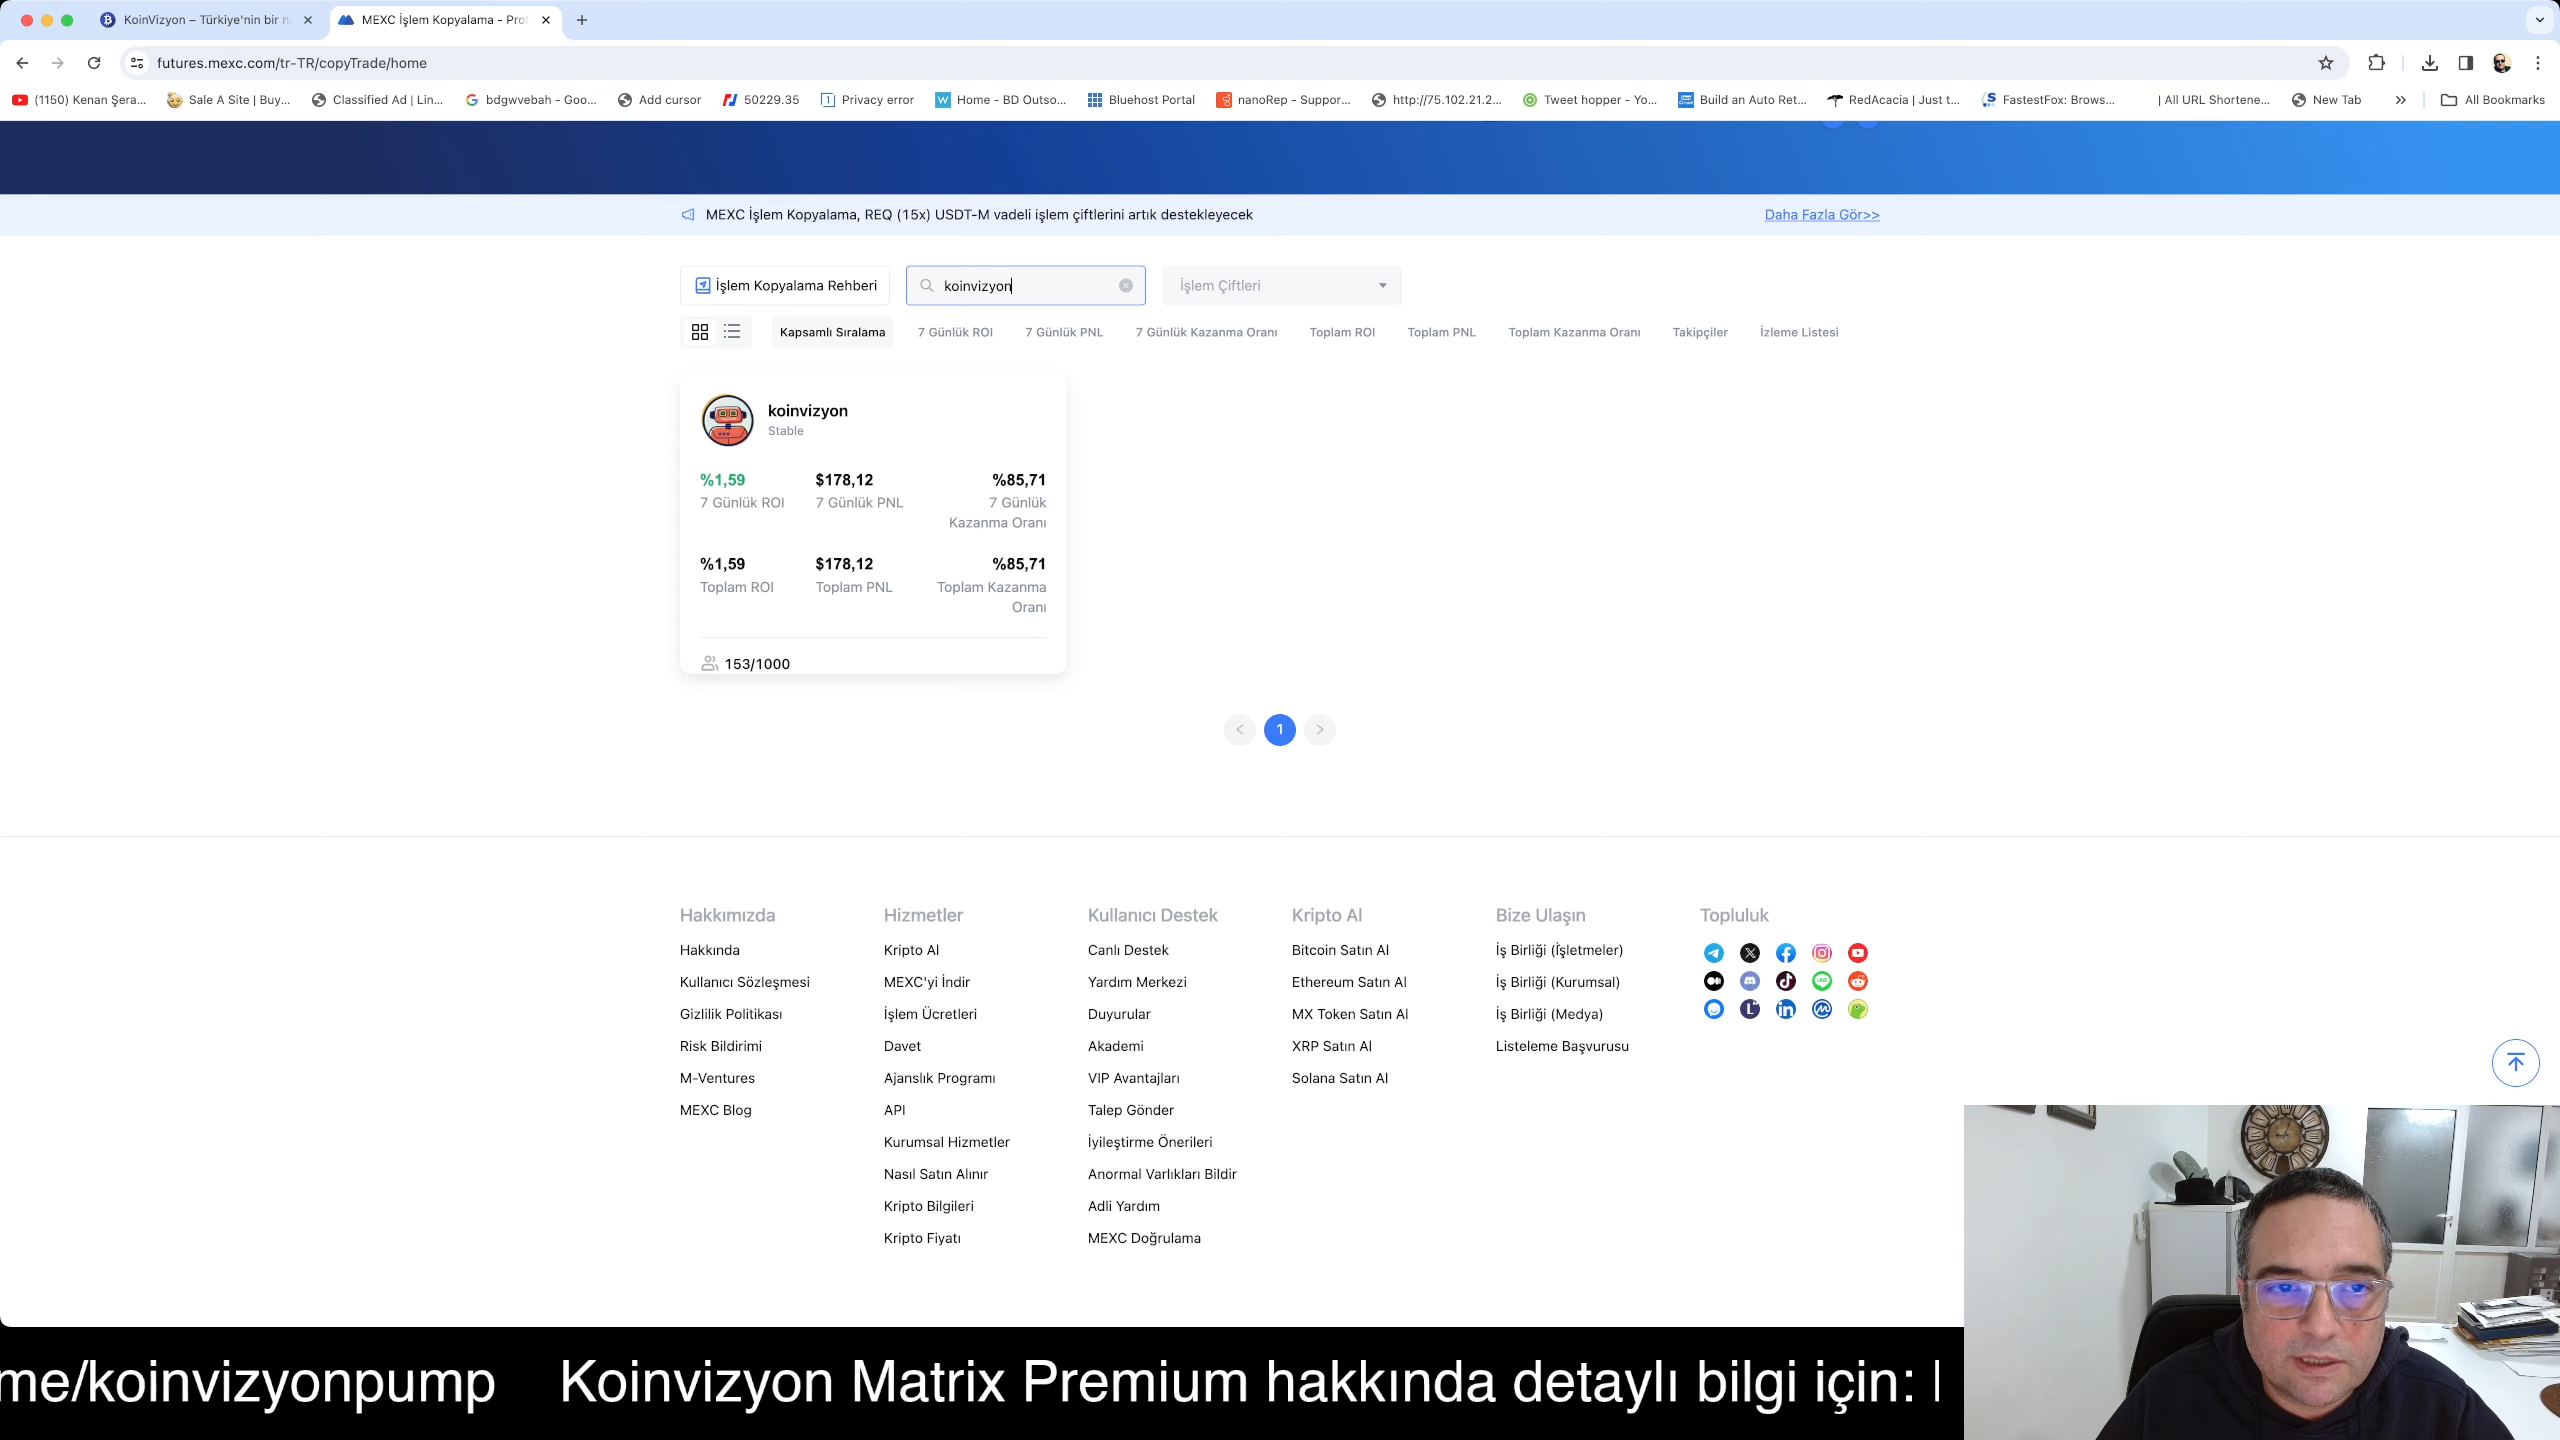 KoinVizyon – Türkiye'nin bir n
MEXC İşlem Kopyalama - Pro
futures.mexc.com/tr-TR/copyTrade/home
(1150) Kenan Şera...
Sale A Site | Buy...
Classified Ad | Lin...
bdgwvebah - Goo...
Add cursor
50229.35
Privacy error
Home - BD Outso...
Bluehost Portal
nanoRep - Suppor...
http://75.102.21.2...
Tweet hopper - Yo...
Build an Auto Ret...
RedAcacia | Just t...
FastestFox: Brows...
| All URL Shortene...
New Tab
All Bookmarks
MEXC İşlem Kopyalama, REQ (15x) USDT-M vadeli işlem çiftlerini artık destekleyecek
Daha Fazla Gör>>
İşlem Kopyalama Rehberi
koinvizyon
İşlem Çiftleri
Kapsamlı Sıralama
7 Günlük ROI
7 Günlük PNL
7 Günlük Kazanma Oranı
Toplam ROI
Toplam PNL
Toplam Kazanma Oranı
Takipçiler
İzleme Listesi
koinvizyon
Stable
%1,59
7 Günlük ROI
$178,12
7 Günlük PNL
%85,71
7 Günlük
Kazanma Oranı
%1,59
Toplam ROI
$178,12
Toplam PNL
%85,71
Toplam Kazanma
Oranı
153/1000
< 1 >
Hakkımızda
Hakkında
Kullanıcı Sözleşmesi
Gizlilik Politikası
Risk Bildirimi
M-Ventures
MEXC Blog
Hizmetler
Kripto Al
MEXC'yi İndir
İşlem Ücretleri
Davet
Ajanslık Programı
API
Kurumsal Hizmetler
Nasıl Satın Alınır
Kripto Bilgileri
Kripto Fiyatı
Kullanıcı Destek
Canlı Destek
Yardım Merkezi
Duyurular
Akademi
VIP Avantajları
Talep Gönder
İyileştirme Önerileri
Anormal Varlıkları Bildir
Adli Yardım
MEXC Doğrulama
Kripto Al
Bitcoin Satın Al
Ethereum Satın Al
MX Token Satın Al
XRP Satın Al
Solana Satın Al
Bize Ulaşın
İş Birliği (İşletmeler)
İş Birliği (Kurumsal)
İş Birliği (Medya)
Listeleme Başvurusu
Topluluk
me/koinvizyonpump Koinvizyon Matrix Premium hakkında detaylı bilgi için: